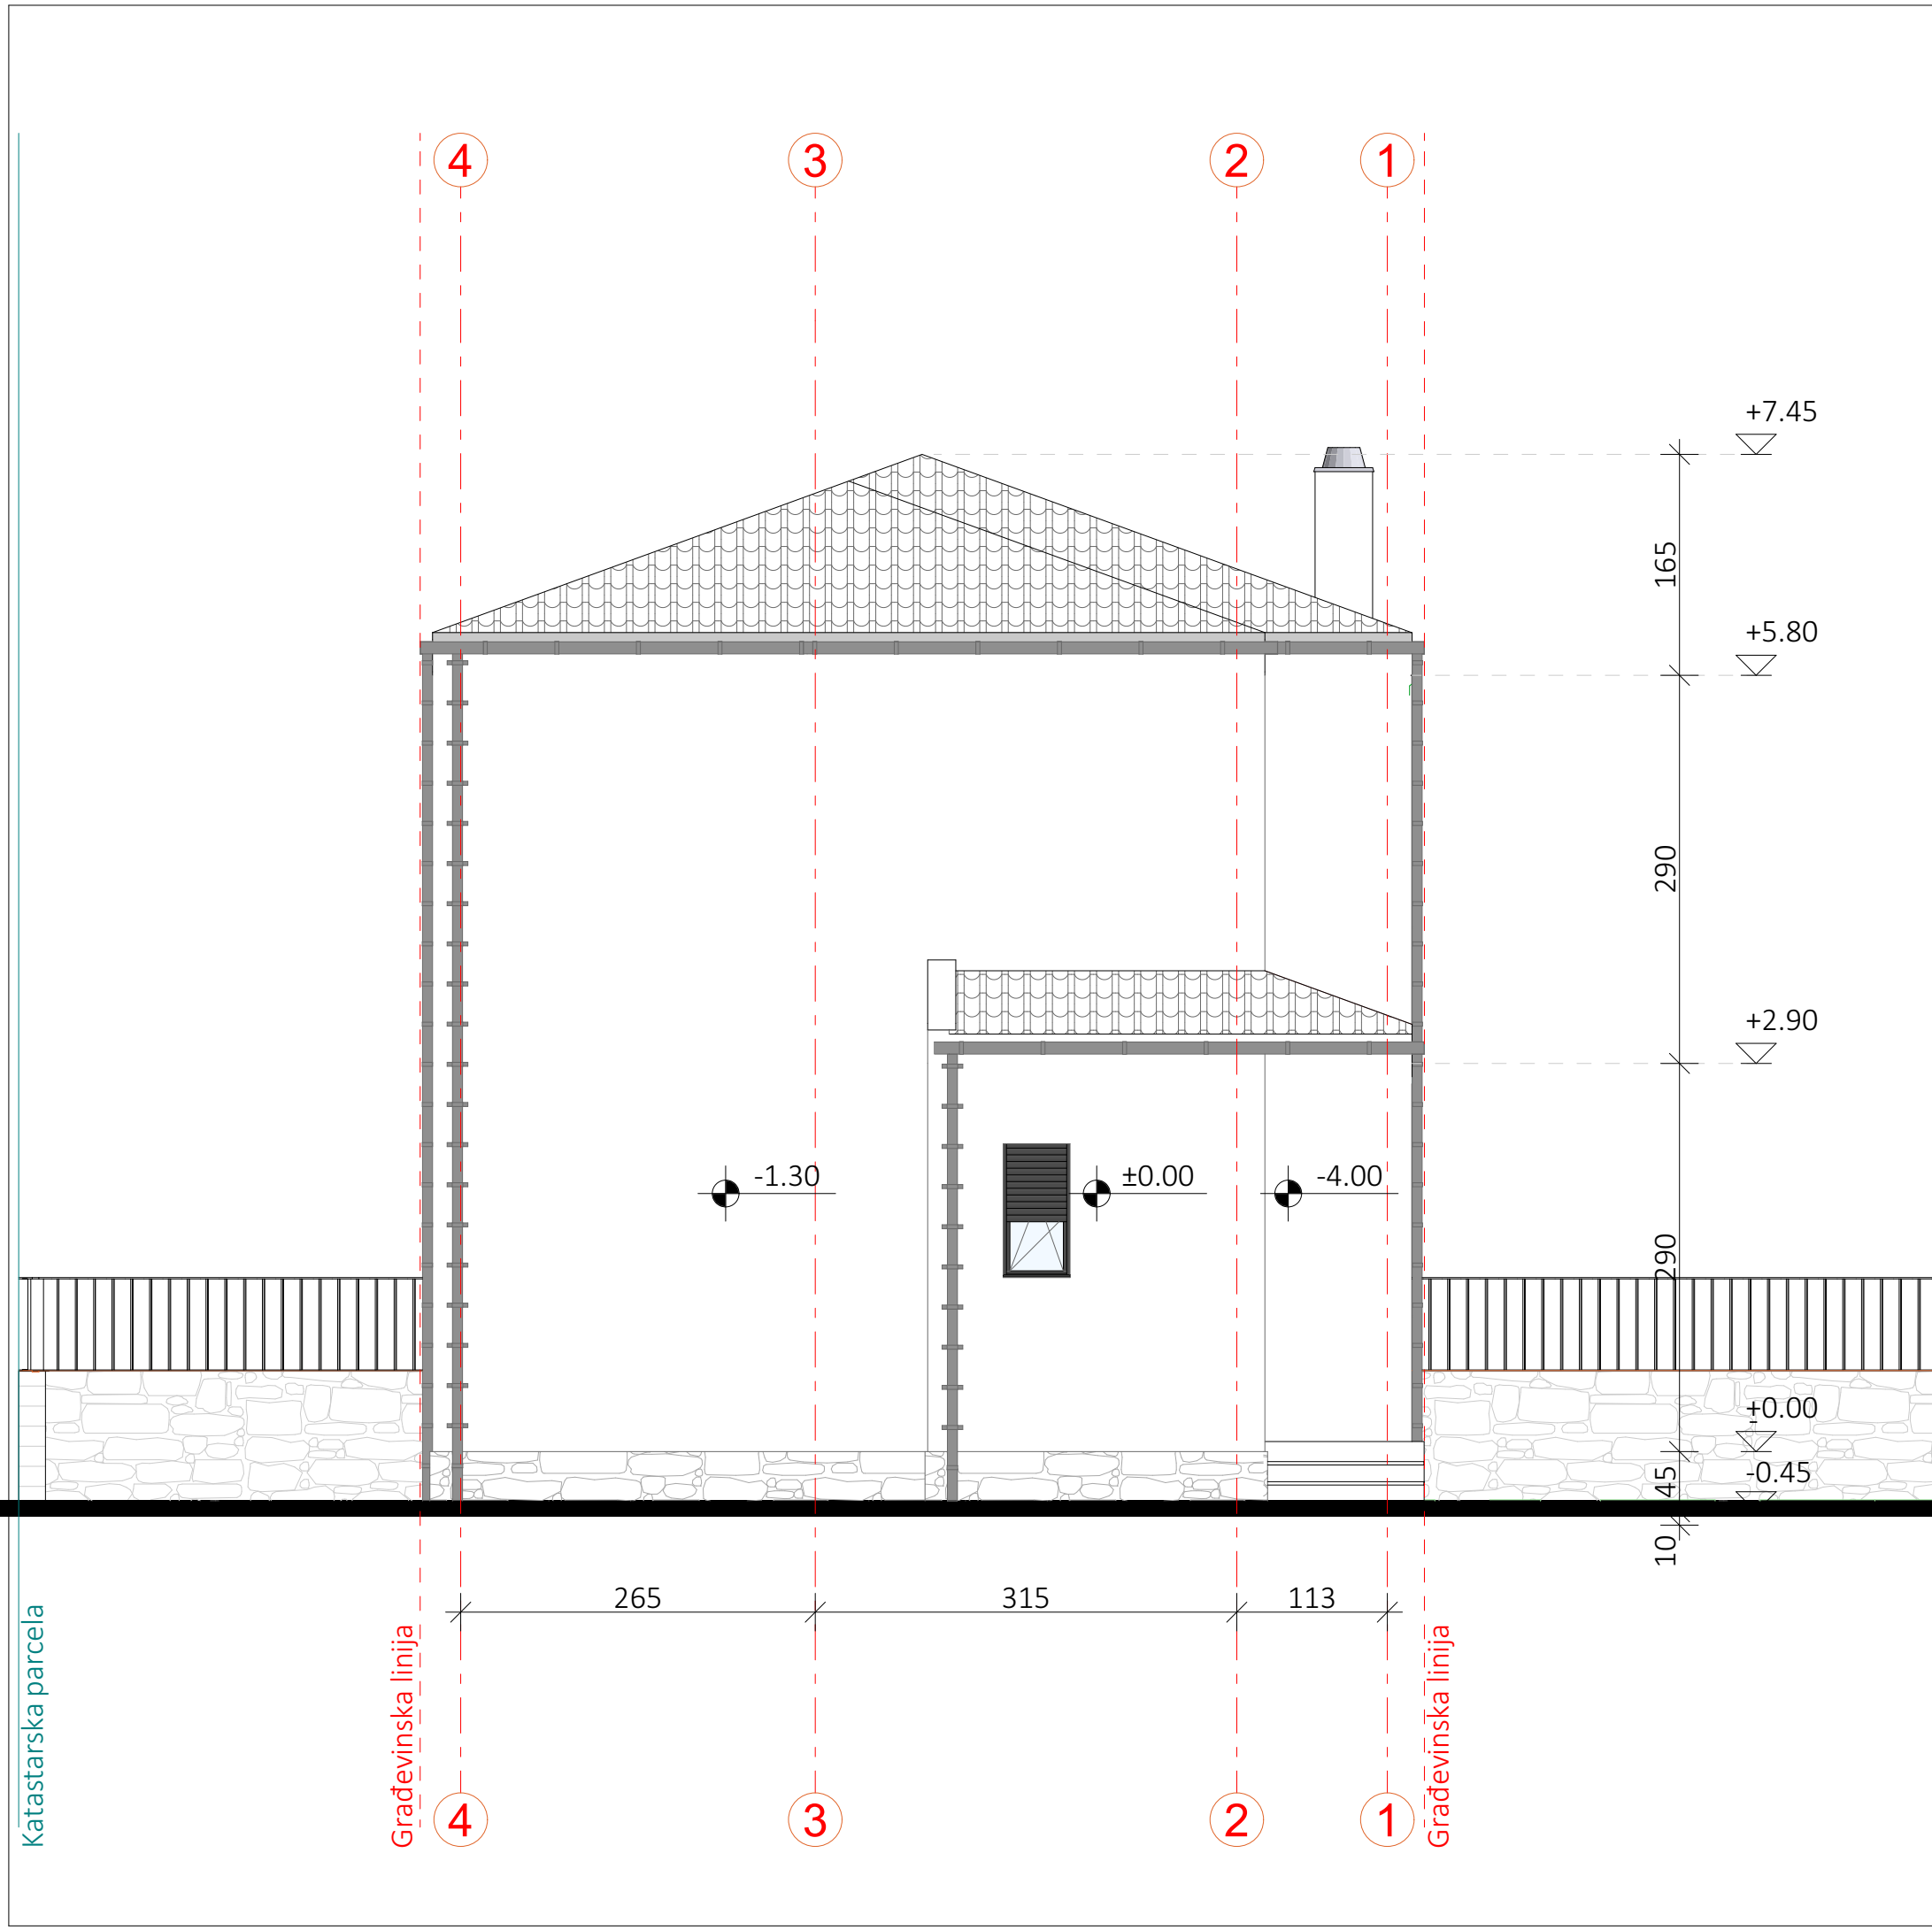 4 3 2 1
+7.45
165
+5.80
290
+2.90
-1.30 ±0.00 -4.00
290
+0.00
-0.45
45
10
265 315 113
Katastarska parcela
Građevinska linija
Građevinska linija
4 3 2 1